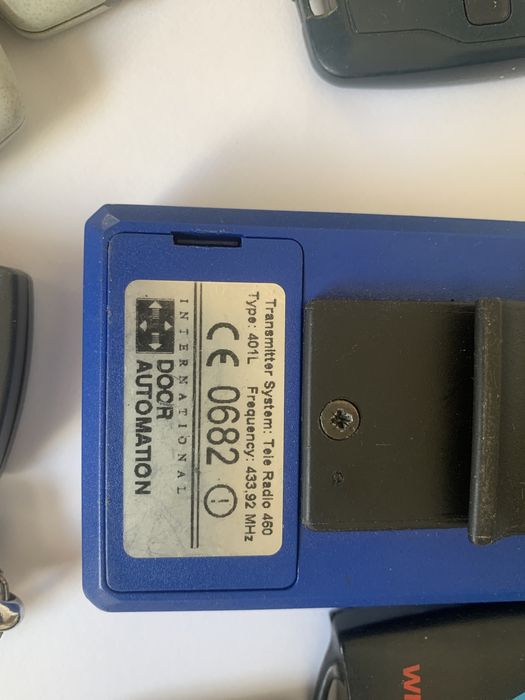 Transmitter System: Tele Radio 460
Type: 401L Frequency: 433,92 MHz
CE 0682
INTERNATIONAL
DOOR
AUTOMATION